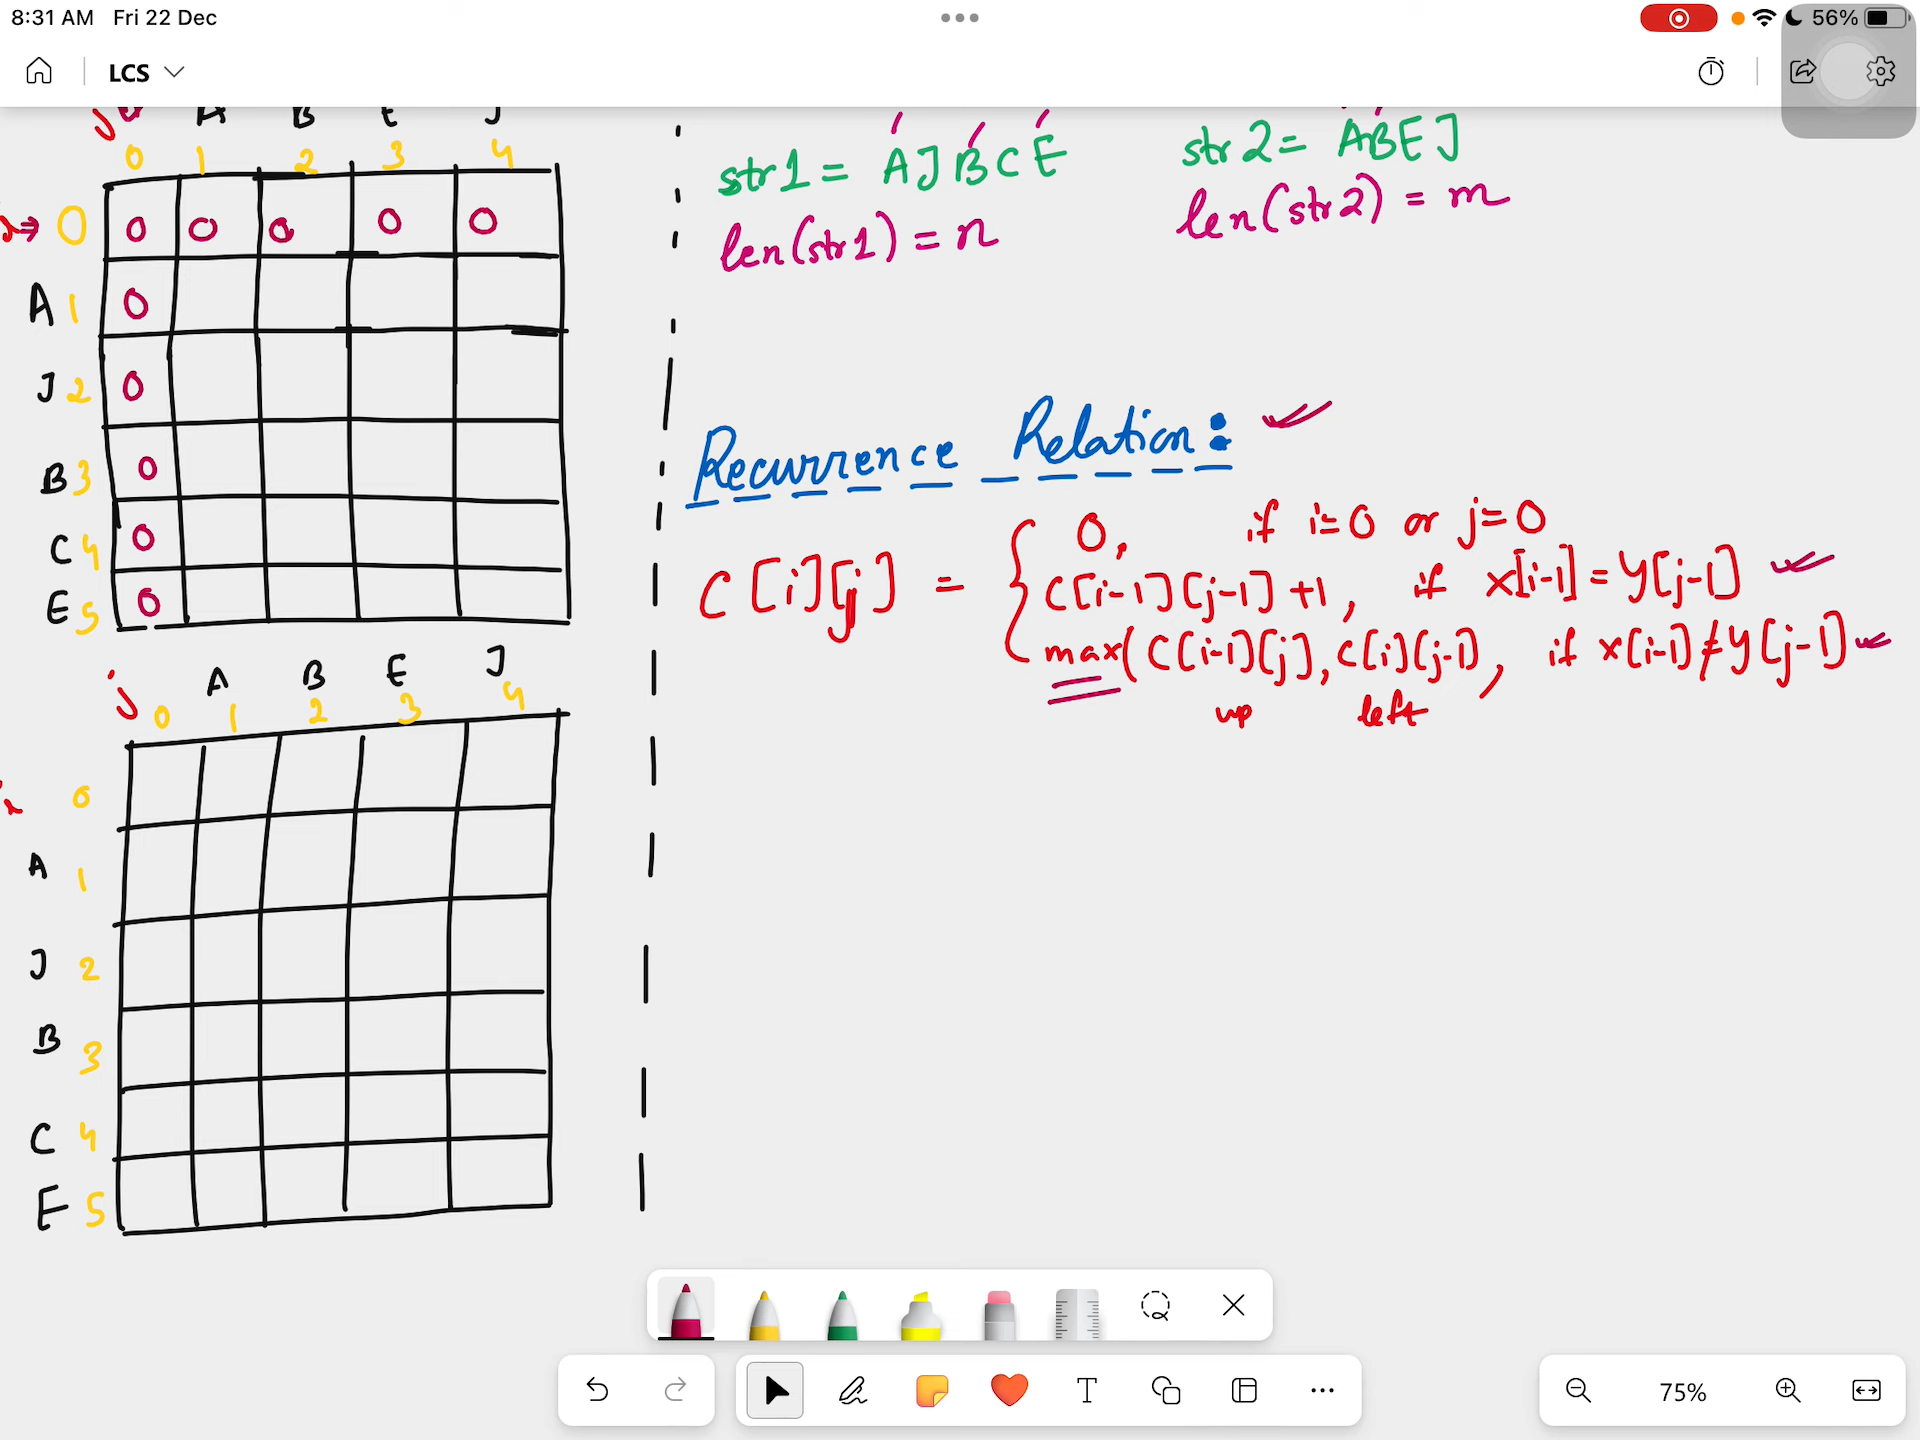 8:31 AM Fri 22 Dec
56%
LCS
j A B E J
0 1 2 3 4
0 0 0 0 0 0
A 1 0
J 2 0
B 3 0
C 4 0
E 5 0
str1 = AJBCE
len(str1) = n
str2 = ABEJ
len(str2) = m
Recurrence Relation:
0, if i=0 or j=0
C[i][j] = C[i-1][j-1]+1, if x[i-1]=y[j-1]
max(C[i-1][j], C[i][j-1], if x[i-1]≠y[j-1]
up left
j A B E J
0 1 2 3 4
i 0
A 1
J 2
B 3
C 4
E 5
T
75%